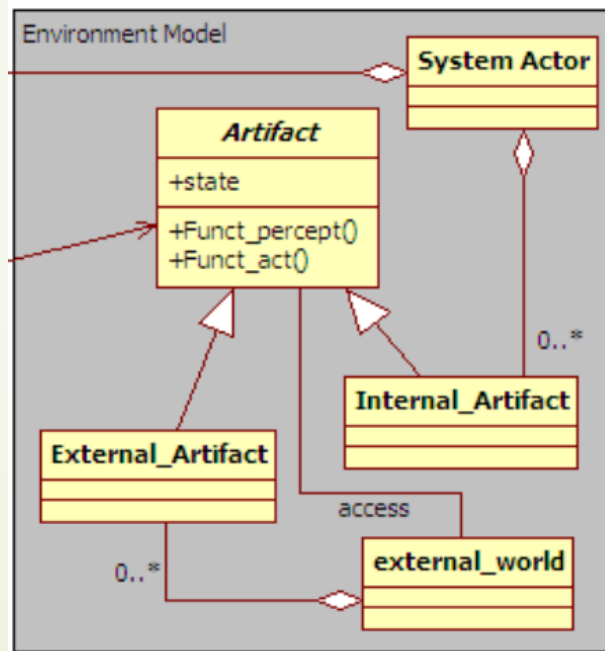 Environment Model
System Actor
Artifact
+state
+Funct_percept()
+Funct_act()
0..*
Internal_Artifact
External_Artifact
access
0..*
external_world